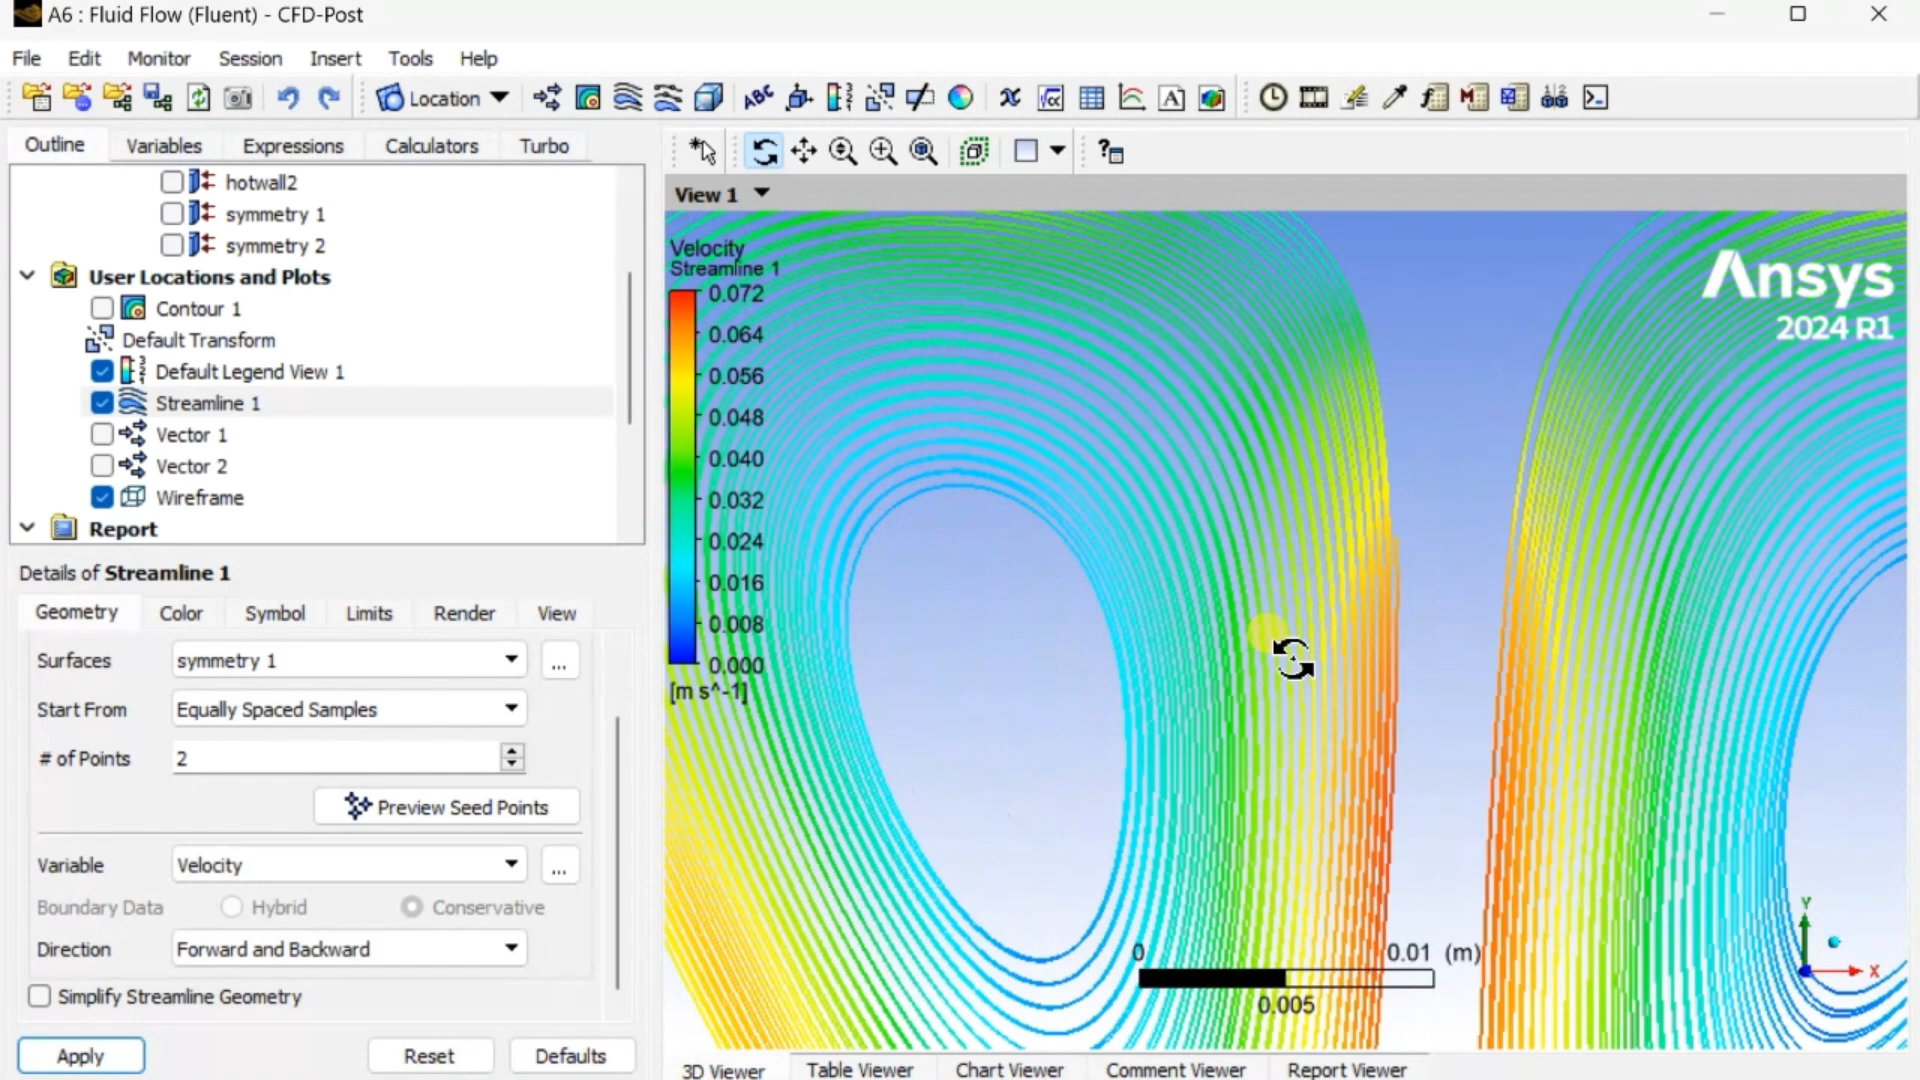 A6 : Fluid Flow (Fluent) - CFD-Post
File Edit Monitor Session Insert Tools Help
Location
Outline Variables Expressions Calculators Turbo
hotwall2
symmetry 1
symmetry 2
User Locations and Plots
Contour 1
Default Transform
Default Legend View 1
Streamline 1
Vector 1
Vector 2
Wireframe
Report
Details of Streamline 1
Geometry Color Symbol Limits Render View
Surfaces symmetry 1 ...
Start From Equally Spaced Samples
# of Points 2
Preview Seed Points
Variable Velocity ...
Boundary Data Hybrid Conservative
Direction Forward and Backward
Simplify Streamline Geometry
Apply Reset Defaults
View 1
Velocity
Streamline 1
0.072
0.064
0.056
0.048
0.040
0.032
0.024
0.016
0.008
0.000
[m s^-1]
Ansys
2024 R1
0 0.01 (m)
0.005
Y
X
3D Viewer Table Viewer Chart Viewer Comment Viewer Report Viewer